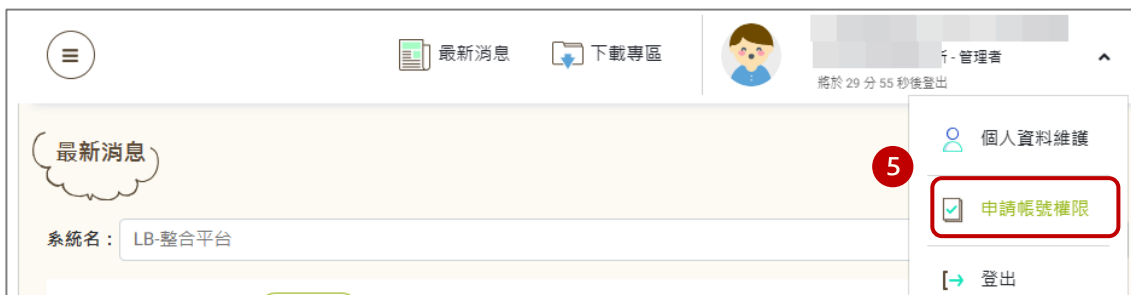 最新消息
下載專區
- 管理者
將於 29 分 55 秒後登出
個人資料維護
最新消息
5
申請帳號權限
系統名：
LB-整合平台
登出